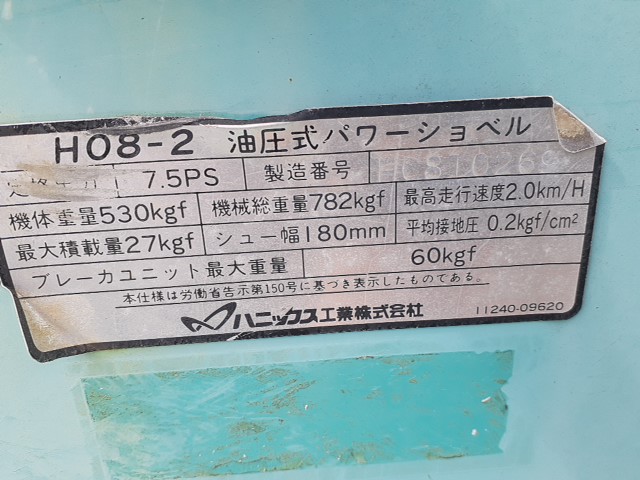 H08-2 油圧式パワーショベル
7.5PS 製造番号
機体重量530kgf 機械総重量782kgf 最高走行速度2.0km/H
最大積載量27kgf シュー幅180mm 平均接地圧 0.2kgf/cm²
ブレーカユニット最大重量 60kgf
本仕様は労働省告示第150号に基づき表示したものです。
ハニックス工業株式会社 11240-09620